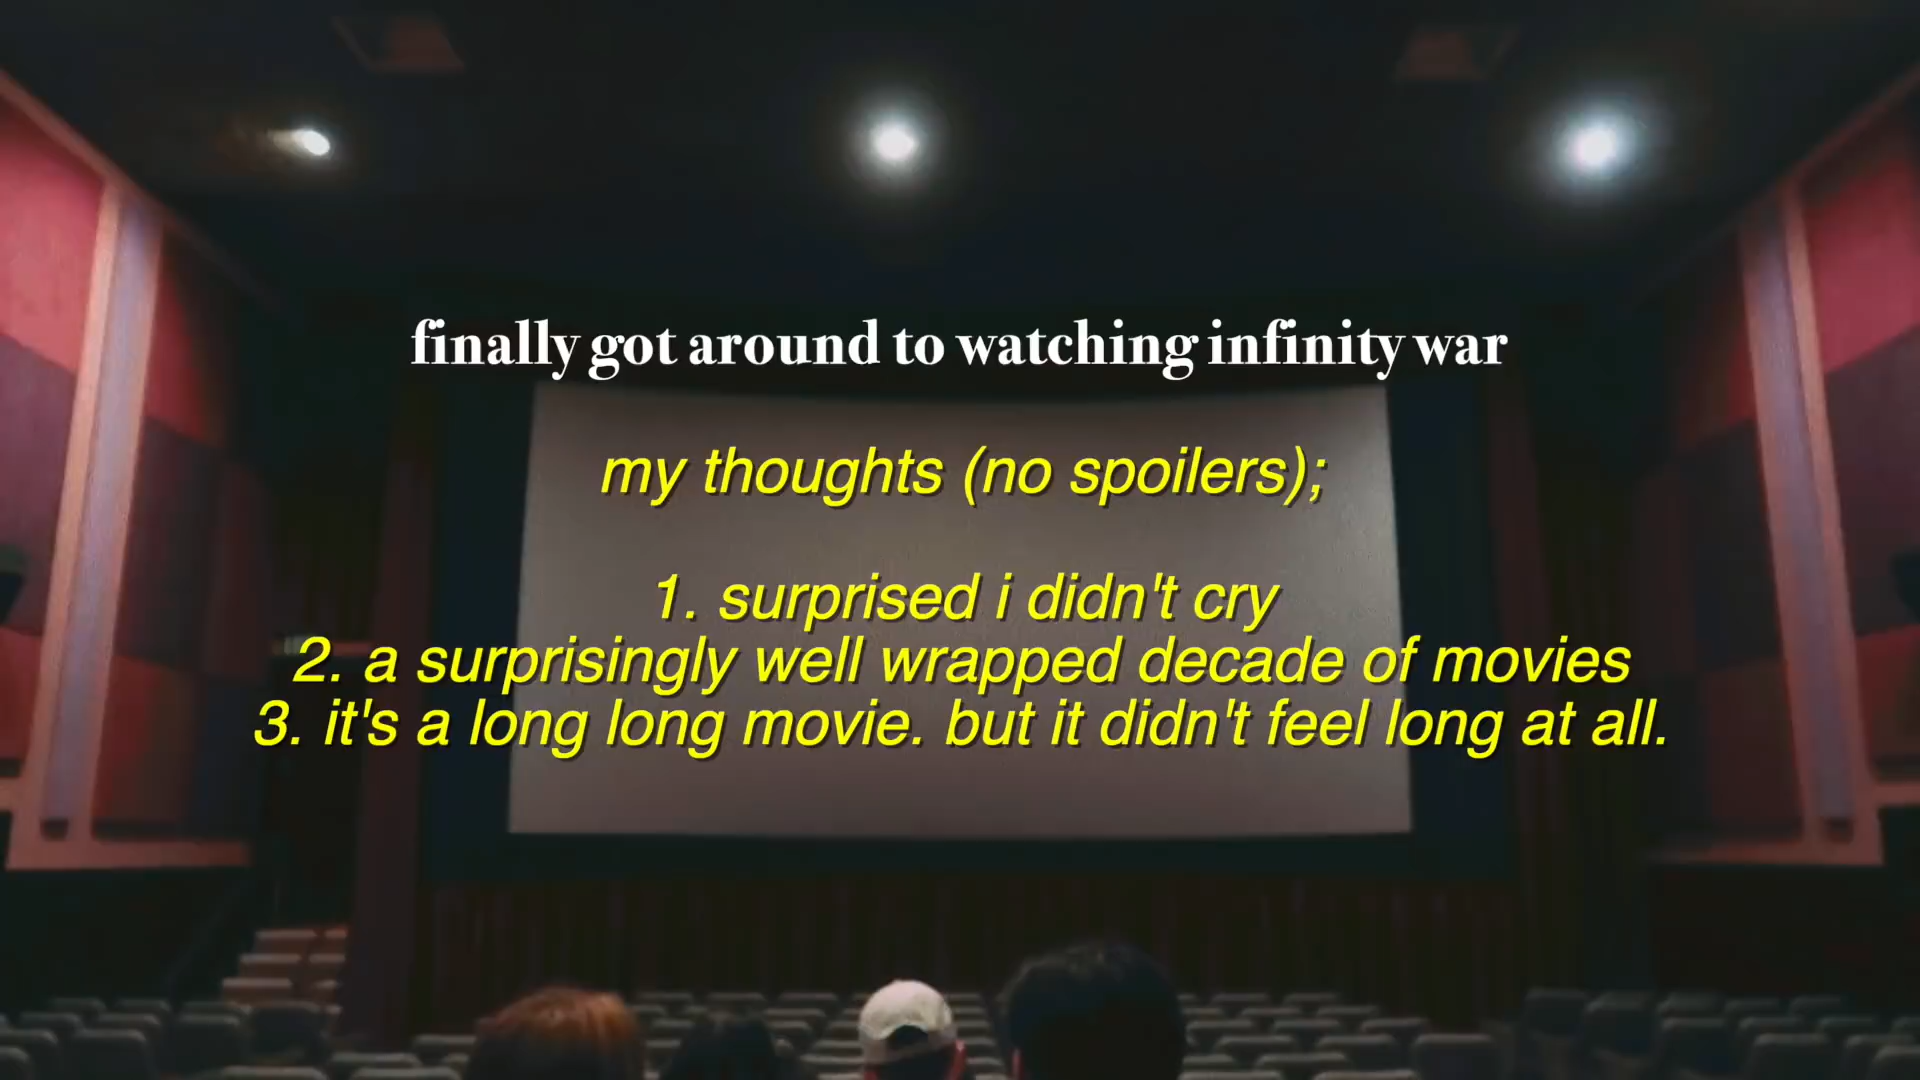 finally got around to watching infinity war
my thoughts (no spoilers);
1. surprised i didn't cry
2. a surprisingly well wrapped decade of movies
3. it's a long long movie. but it didn't feel long at all.